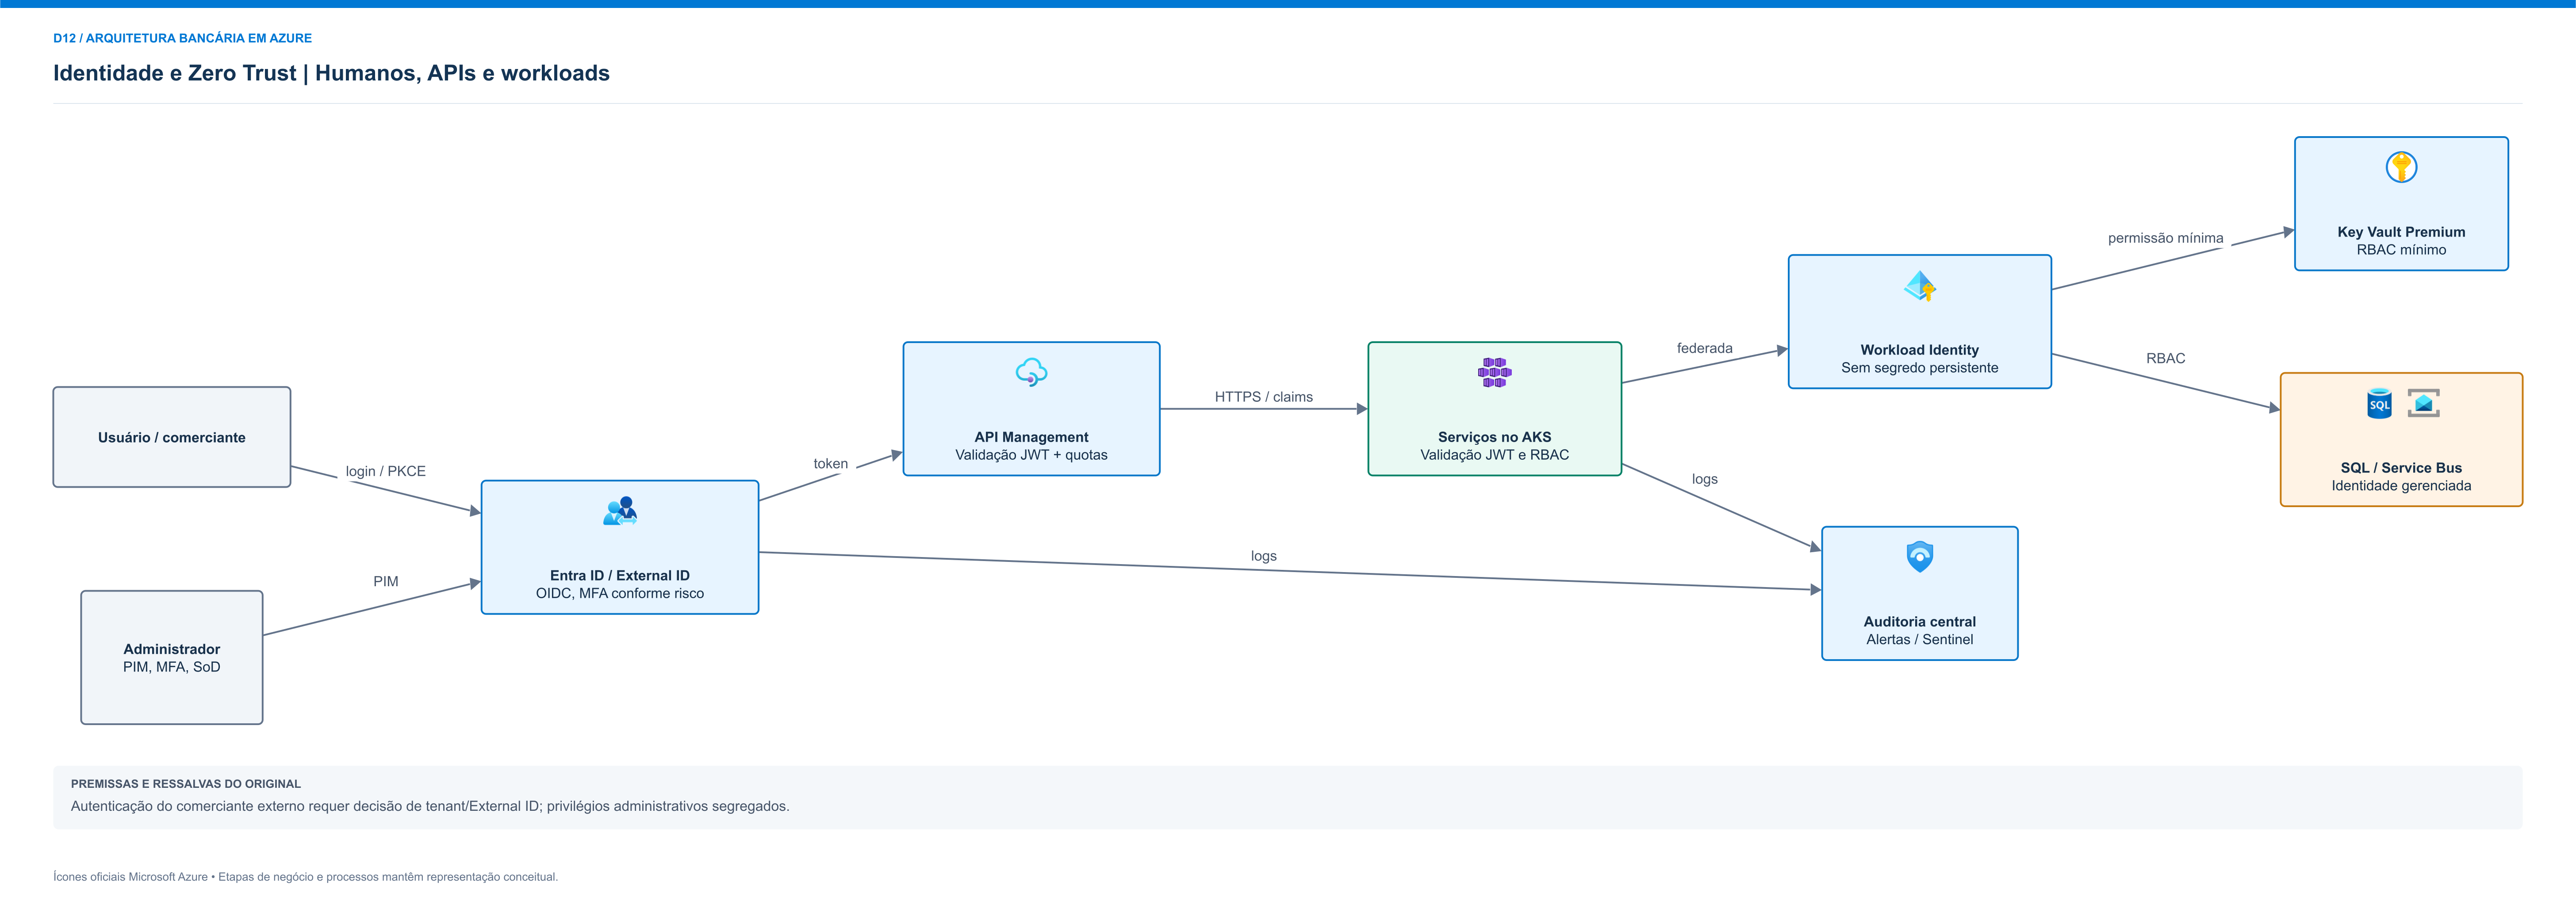 D12 / ARQUITETURA BANCÁRIA EM AZURE
Identidade e Zero Trust | Humanos, APIs e workloads
Usuário / comerciante
login / PKCE
Administrador
PIM, MFA, SoD
PIM
Entra ID / External ID
OIDC, MFA conforme risco
token
logs
API Management
Validação JWT + quotas
HTTPS / claims
Serviços no AKS
Validação JWT e RBAC
federada
logs
Workload Identity
Sem segredo persistente
permissão mínima
RBAC
Key Vault Premium
RBAC mínimo
SQL
SQL / Service Bus
Identidade gerenciada
Auditoria central
Alertas / Sentinel
PREMISSAS E RESSALVAS DO ORIGINAL
Autenticação do comerciante externo requer decisão de tenant/External ID; privilégios administrativos segregados.
Ícones oficiais Microsoft Azure • Etapas de negócio e processos mantêm representação conceitual.